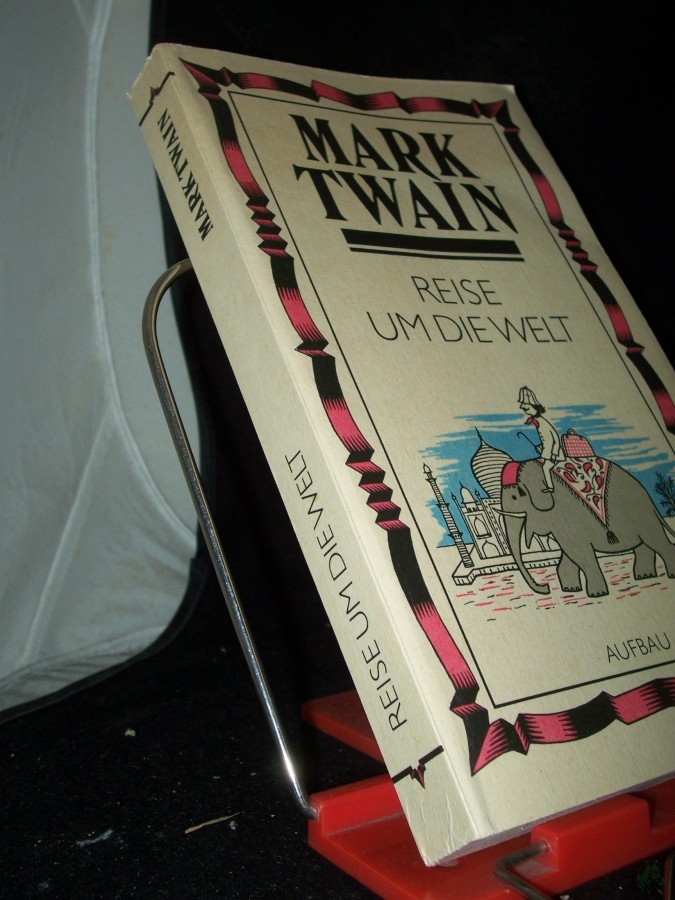 MARK
TWAIN
REISE
UM DIE WELT
AUFBAU
MARK TWAIN
REISE UM DIE WELT